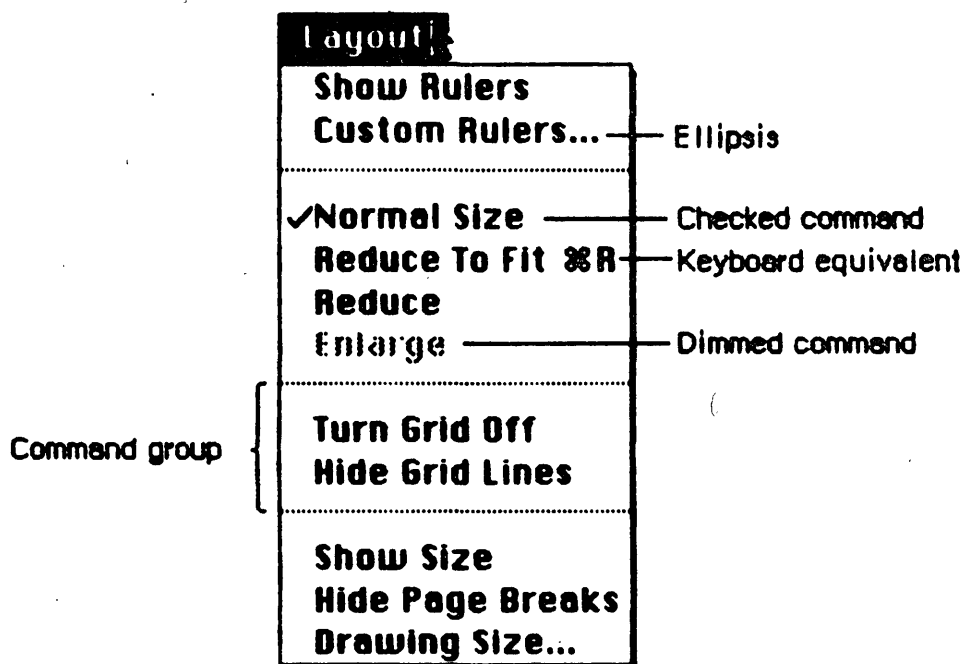 Layout
Show Rulers
Custom Rulers...
Ellipsis
✓Normal Size
Checked command
Reduce To Fit ⌘R
Keyboard equivalent
Reduce
Enlarge
Dimmed command
Command group
Turn Grid Off
Hide Grid Lines
Show Size
Hide Page Breaks
Drawing Size...